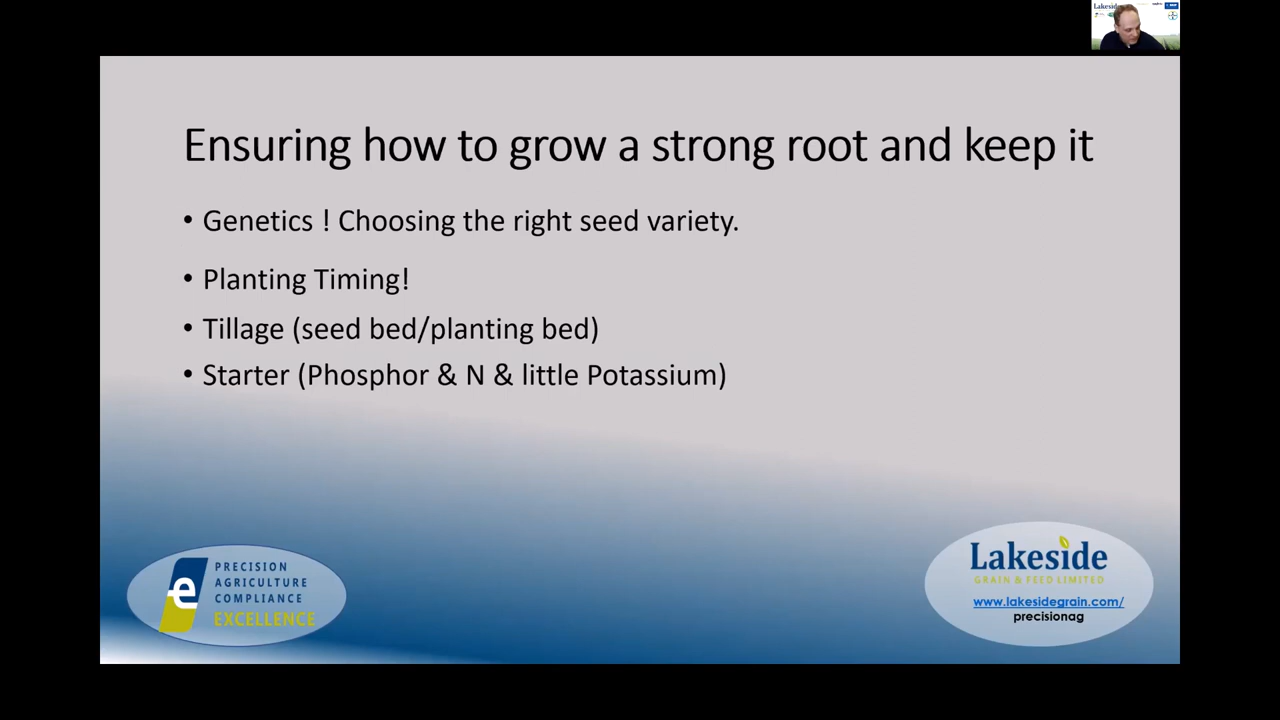 Lakeside
Ensuring how to grow a strong root and keep it
• Genetics ! Choosing the right seed variety.
• Planting Timing!
• Tillage (seed bed/planting bed)
• Starter (Phosphor & N & little Potassium)
e
PRECISION
AGRICULTURE
COMPLIANCE
EXCELLENCE
Lakeside
GRAIN & FEED LIMITED
www.lakesidegrain.com/
precisionag